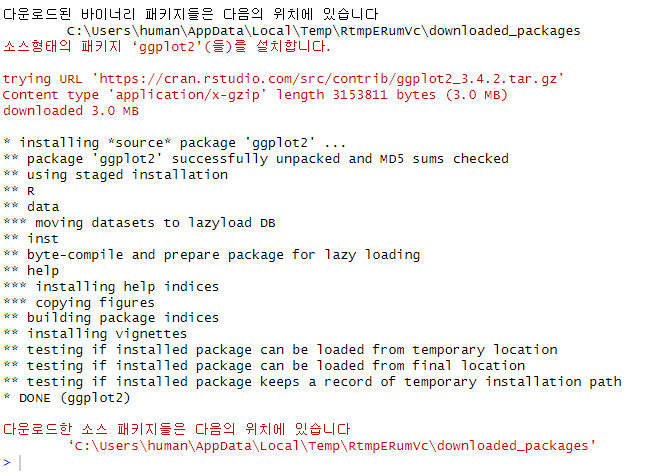 다운로드된 바이너리 패키지들은 다음의 위치에 있습니다
C:\Users\human\AppData\Local\Temp\RtmpERumVc\downloaded_packages
소스형태의 패키지 ‘ggplot2’(들)를 설치합니다.
trying URL 'https://cran.rstudio.com/src/contrib/ggplot2_3.4.2.tar.gz'
Content type 'application/x-gzip' length 3153811 bytes (3.0 MB)
downloaded 3.0 MB
* installing *source* package 'ggplot2' ...
** package 'ggplot2' successfully unpacked and MD5 sums checked
** using staged installation
** R
** data
*** moving datasets to lazyload DB
** inst
** byte-compile and prepare package for lazy loading
** help
*** installing help indices
*** copying figures
** building package indices
** installing vignettes
** testing if installed package can be loaded from temporary location
** testing if installed package can be loaded from final location
** testing if installed package keeps a record of temporary installation path
* DONE (ggplot2)
다운로드한 소스 패키지들은 다음의 위치에 있습니다
‘C:\Users\human\AppData\Local\Temp\RtmpERumVc\downloaded_packages’
>